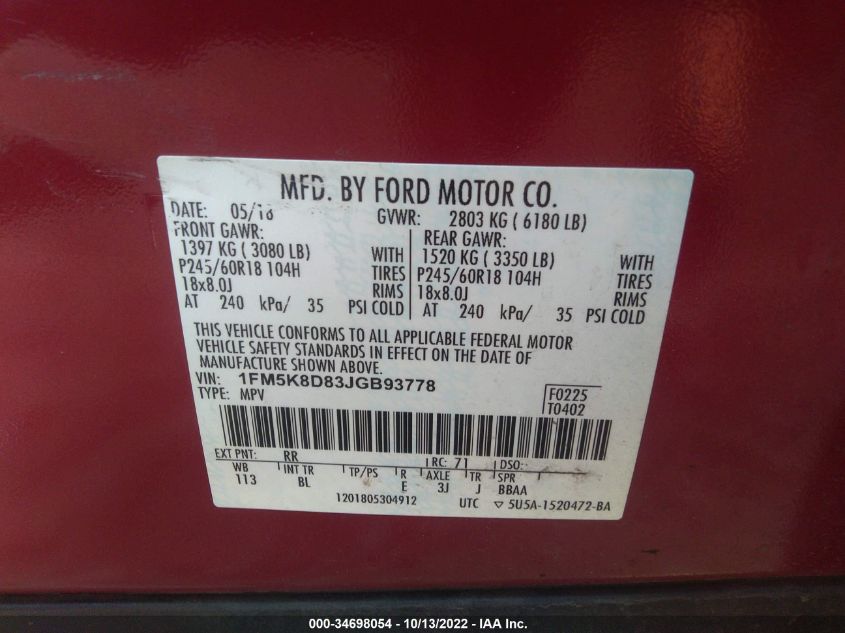 MFD. BY FORD MOTOR CO.
DATE: 05/18 GVWR: 2803 KG ( 6180 LB)
FRONT GAWR: REAR GAWR:
1397 KG ( 3080 LB) WITH 1520 KG ( 3350 LB) WITH
P245/60R18 104H TIRES P245/60R18 104H TIRES
18x8.0J RIMS 18x8.0J RIMS
AT 240 kPa/ 35 PSI COLD AT 240 kPa/ 35 PSI COLD
THIS VEHICLE CONFORMS TO ALL APPLICABLE FEDERAL MOTOR
VEHICLE SAFETY STANDARDS IN EFFECT ON THE DATE OF
MANUFACTURE SHOWN ABOVE.
VIN: 1FM5K8D83JGB93778
TYPE: MPV F0225
T0402
EXT PNT: RR RC: 71 DSO:
WB INT TR TP/PS R AXLE TR SPR
113 BL E 3J J BBAA
1201805304912 UTC ▽ 5U5A-1520472-BA
000-34698054 / 10/13/2022 - IAA Inc.